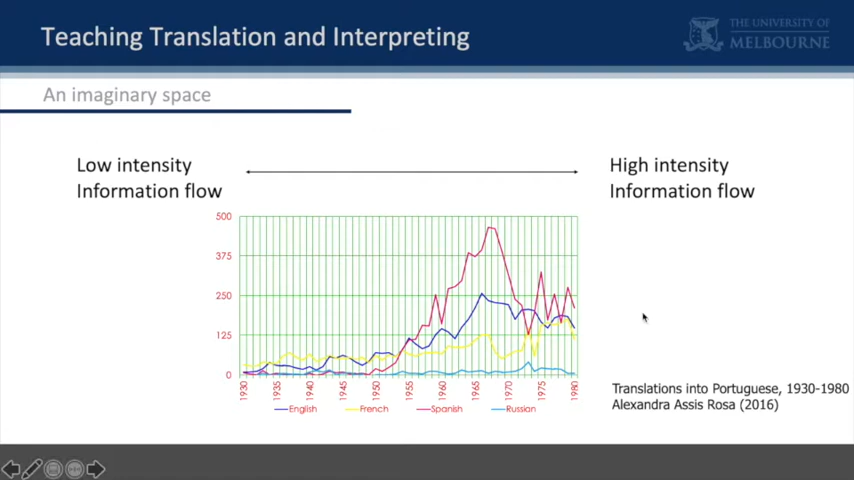 Teaching Translation and Interpreting
THE UNIVERSITY OF
MELBOURNE
An imaginary space
Low intensity
Information flow
High intensity
Information flow
500
375
250
125
0
1930
1935
1940
1945
1950
1955
1960
1965
1970
1975
1980
English
French
Spanish
Russian
Translations into Portuguese, 1930-1980
Alexandra Assis Rosa (2016)